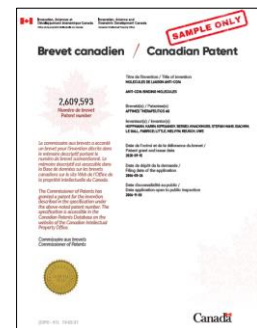 SAMPLE ONLY
Brevet canadien / Canadian Patent
Titre de l'invention / Title of invention
ANTI-CD30 BINDING MOLECULES
2,609,593
Numéro de brevet
Patent number
Brevetée(s) / Patentee(s)
AFFIMED THERAPEUTICS AG
Inventeur(s) / Inventor(s)
Le commissaire aux brevets a accordé
un brevet pour l'invention décrite dans
le mémoire descriptif portant le
numéro de brevet susmentionné. Le
mémoire descriptif est accessible dans
la Base de données sur les brevets
canadiens sur le site Web de l'Office de
la propriété intellectuelle du Canada.
Date de l'octroi et de la délivrance du brevet /
Patent grant and issue date
Date de dépôt de la demande /
Filing date of the application
The Commissioner of Patents has
granted a patent for the invention
described in the specification under
the above-noted patent number. The
specification is accessible in the
Canadian Patents Database on the
website of the Canadian Intellectual
Property Office.
Date d'accessibilité au public /
Date application open to public inspection
Commissaire aux brevets
Commissioner of Patents
Canada